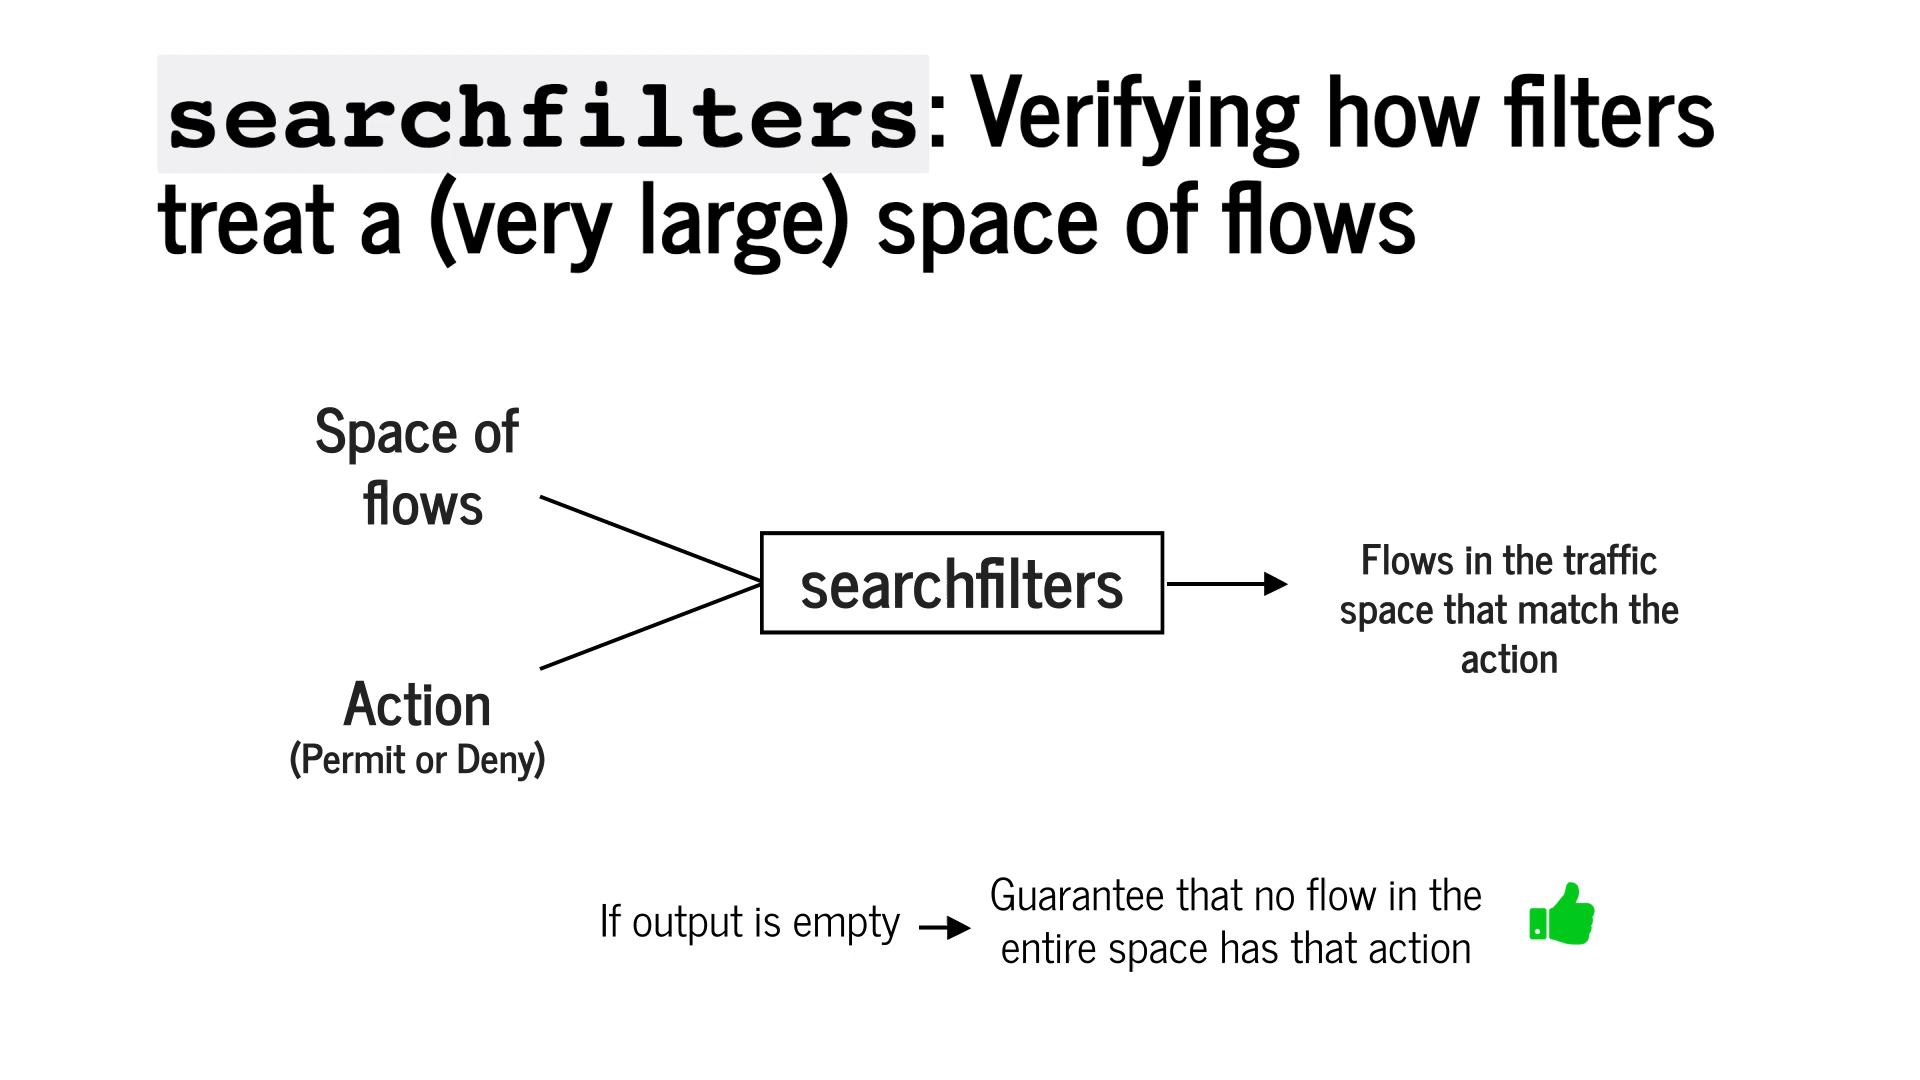 searchfilters: Verifying how filters
treat a (very large) space of flows
Space of
flows
Action
(Permit or Deny)
searchfilters
Flows in the traffic
space that match the
action
If output is empty
Guarantee that no flow in the
entire space has that action